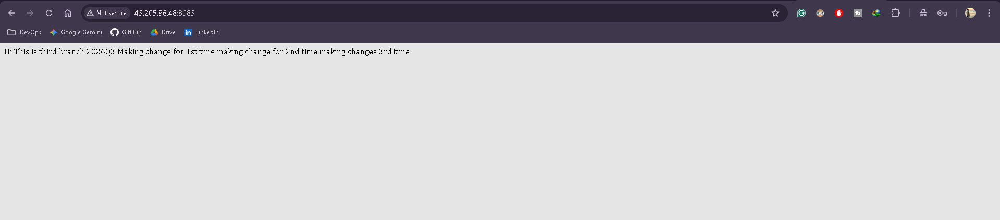 Not secure 43.205.96.48:8083
DevOps Google Gemini GitHub Drive LinkedIn
Hi This is third branch 2026Q3 Making change for 1st time making change for 2nd time making changes 3rd time